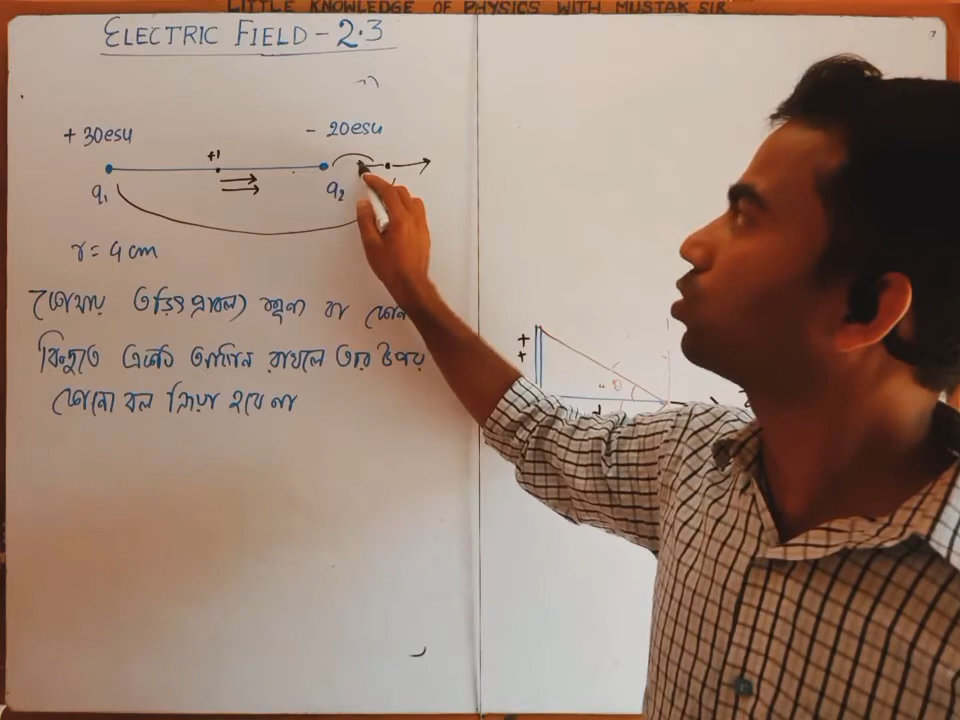 LITTLE KNOWLEDGE OF PHYSICS WITH MUSTAK SIR
ELECTRIC FIELD - 2.3
+ 30esu - 20esu
+1
q₁ q₂
r = 4 cm
কোথায় তড়িৎপ্রাবল্য শূন্য বা কোন
বিন্দুতে একটি আধান রাখলে তার উপর
কোনো বল ক্রিয়া হবে না
+
+
θ